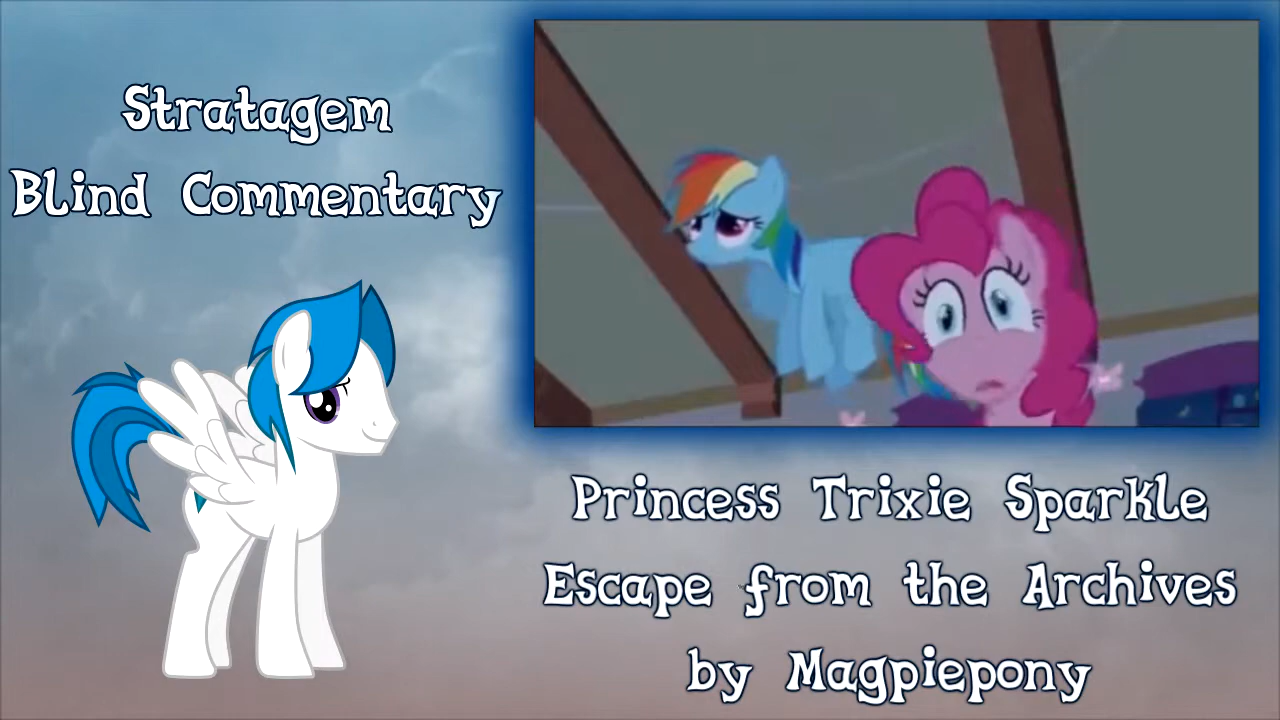 Stratagem
Blind Commentary
Princess Trixie Sparkle
Escape from the Archives
by Magpiepony